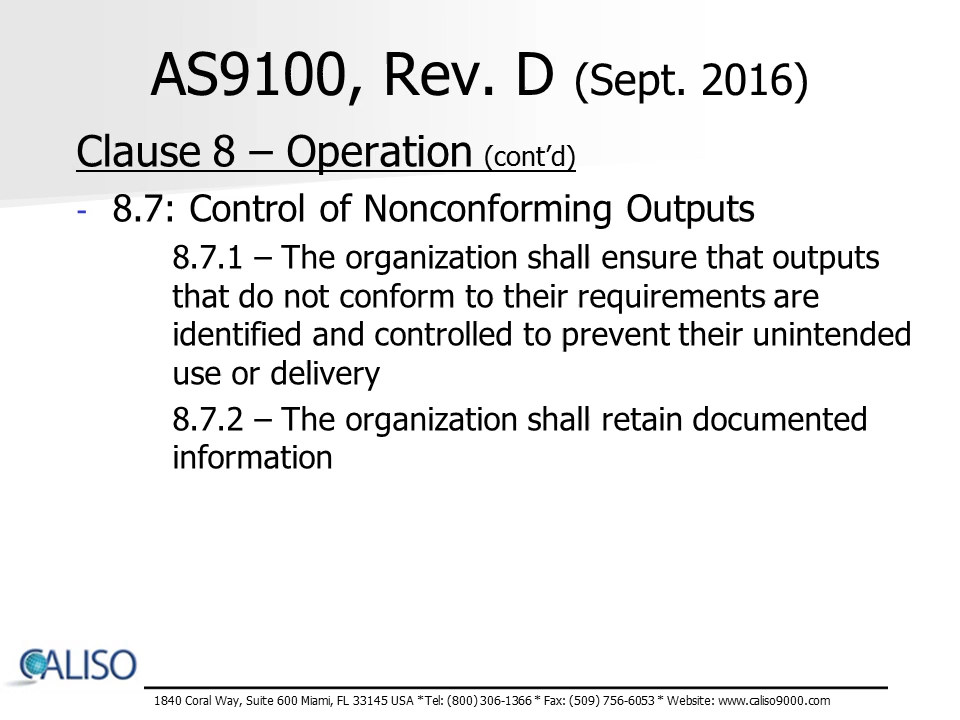 AS9100, Rev. D (Sept. 2016)
Clause 8 – Operation (cont’d)
- 8.7: Control of Nonconforming Outputs
8.7.1 – The organization shall ensure that outputs
that do not conform to their requirements are
identified and controlled to prevent their unintended
use or delivery
8.7.2 – The organization shall retain documented
information
CALISO
1840 Coral Way, Suite 600 Miami, FL 33145 USA *Tel: (800) 306-1366 * Fax: (509) 756-6053 * Website: www.caliso9000.com